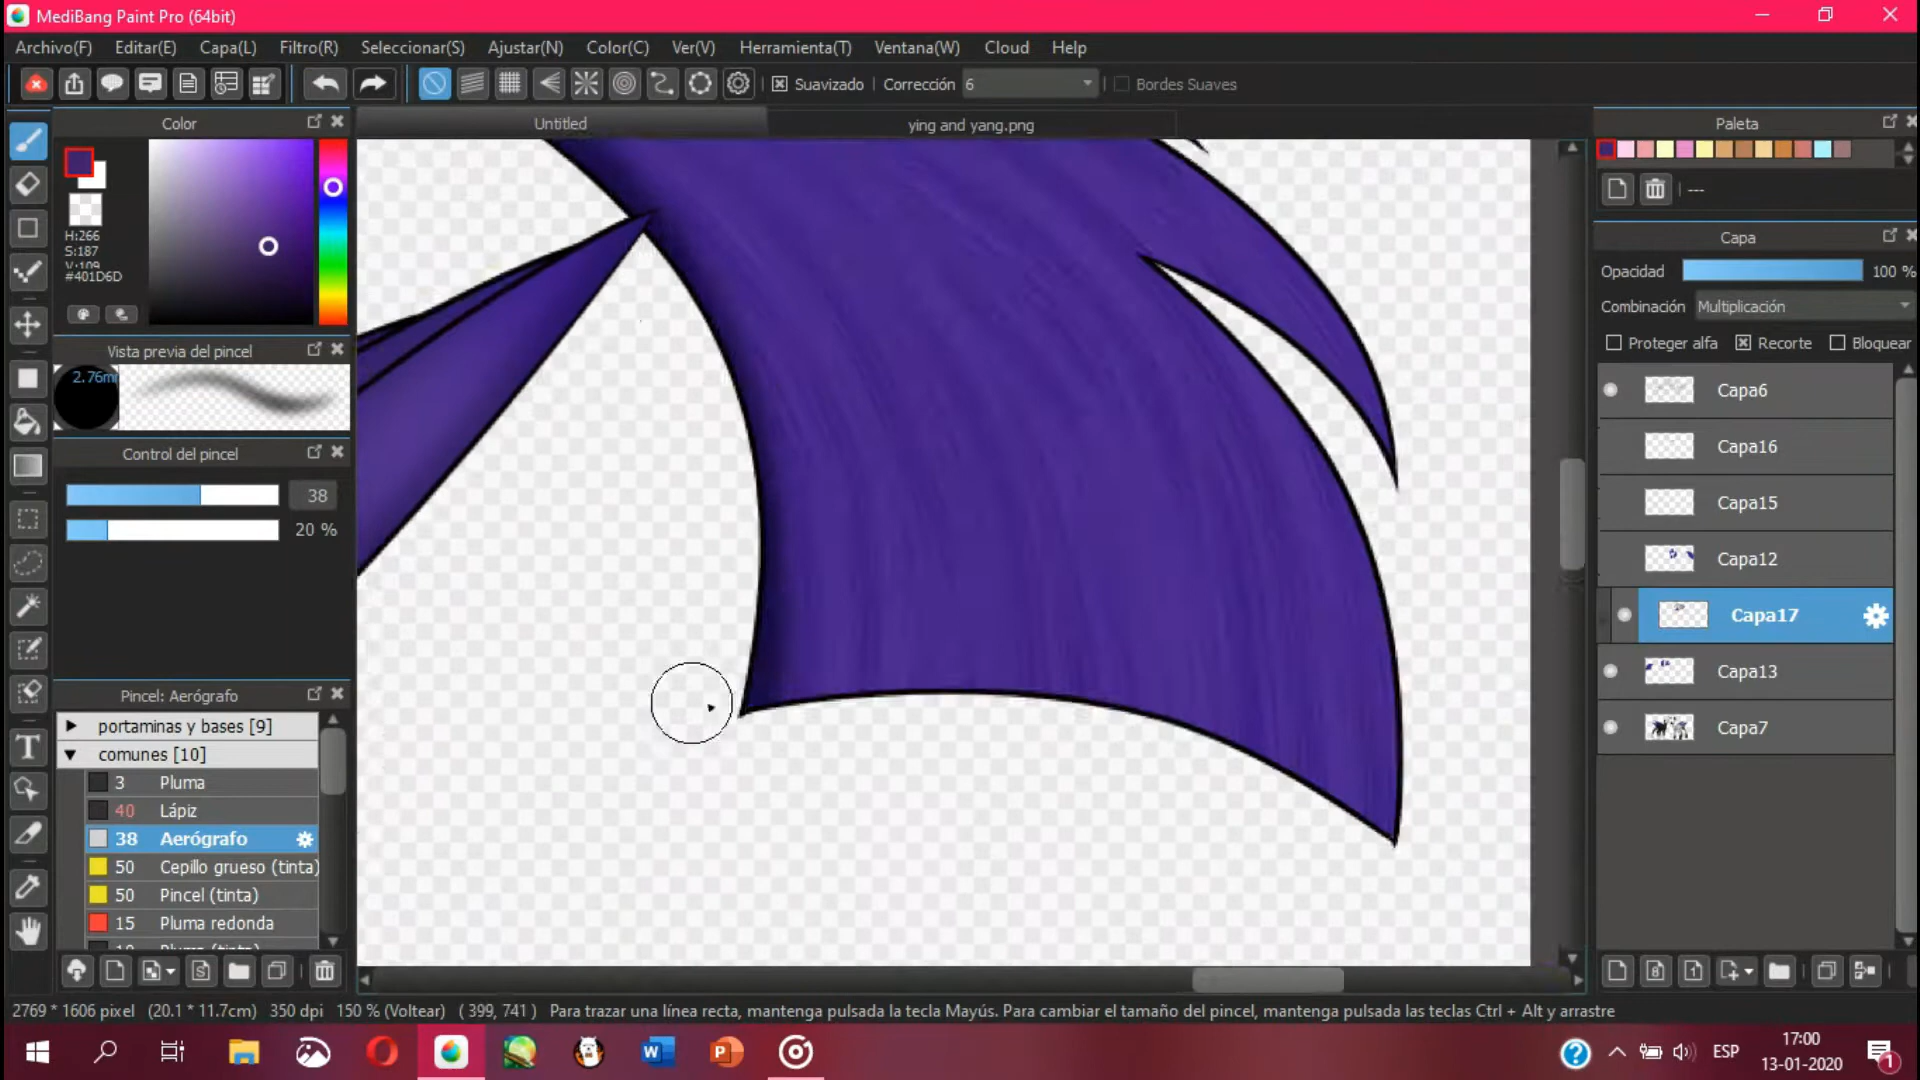 MediBang Paint Pro (64bit)
Archivo(F) Editar(E) Capa(L) Filtro(R) Seleccionar(S) Ajustar(N) Color(C) Ver(V) Herramienta(T) Ventana(W) Cloud Help
Suavizado Corrección 6 Bordes Suaves
Color
Untitled
ying and yang.png
Paleta
H:266
S:187
V:109
#401D6D
---
Capa
Opacidad 100 %
Combinación Multiplicación
Proteger alfa Recorte Bloquear
Vista previa del pincel
2.76m
Control del pincel
38
20 %
Capa6
Capa16
Capa15
Capa12
Capa17
Capa13
Capa7
Pincel: Aerógrafo
portaminas y bases [9]
comunes [10]
3 Pluma
40 Lápiz
38 Aerógrafo
50 Cepillo grueso (tinta)
50 Pincel (tinta)
15 Pluma redonda
10 Pluma (tinta)
2769 * 1606 pixel (20.1 * 11.7cm) 350 dpi 150 % (Voltear) ( 399, 741 ) Para trazar una línea recta, mantenga pulsada la tecla Mayús. Para cambiar el tamaño del pincel, mantenga pulsada las teclas Ctrl + Alt y arrastre
ESP
17:00
13-01-2020
1